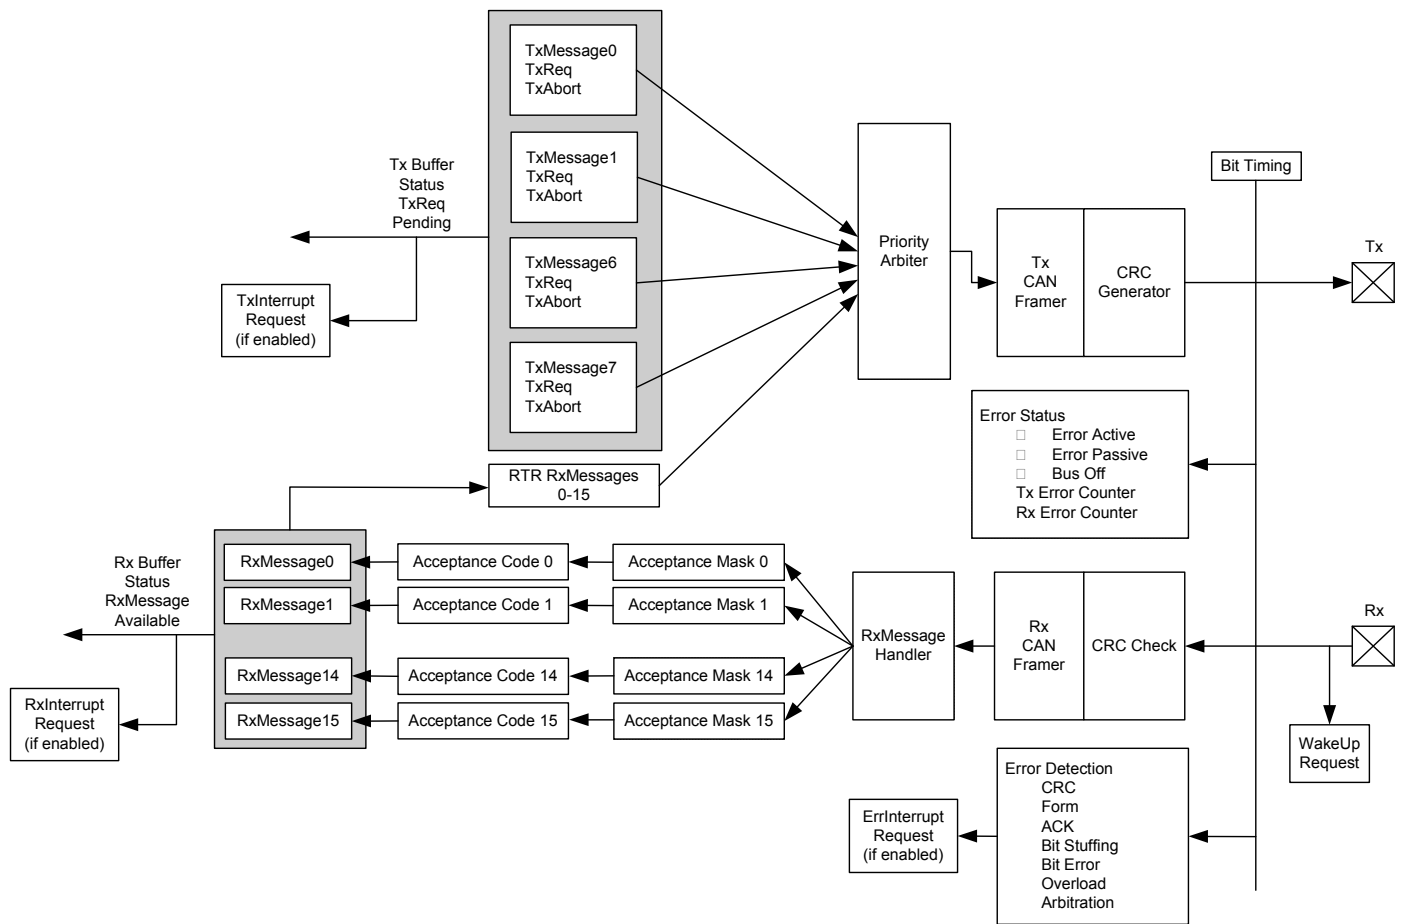 TxMessage0
TxReq
TxAbort
TxMessage1
TxReq
TxAbort
TxMessage6
TxReq
TxAbort
TxMessage7
TxReq
TxAbort
Tx Buffer
Status
TxReq
Pending
TxInterrupt
Request
(if enabled)
Priority
Arbiter
Tx
CAN
Framer
CRC
Generator
Bit Timing
Tx
Error Status
Error Active
Error Passive
Bus Off
Tx Error Counter
Rx Error Counter
RTR RxMessages
0-15
Rx Buffer
Status
RxMessage
Available
RxInterrupt
Request
(if enabled)
RxMessage0
Acceptance Code 0
Acceptance Mask 0
RxMessage1
Acceptance Code 1
Acceptance Mask 1
RxMessage14
Acceptance Code 14
Acceptance Mask 14
RxMessage15
Acceptance Code 15
Acceptance Mask 15
RxMessage
Handler
Rx
CAN
Framer
CRC Check
Rx
WakeUp
Request
Error Detection
CRC
Form
ACK
Bit Stuffing
Bit Error
Overload
Arbitration
ErrInterrupt
Request
(if enabled)